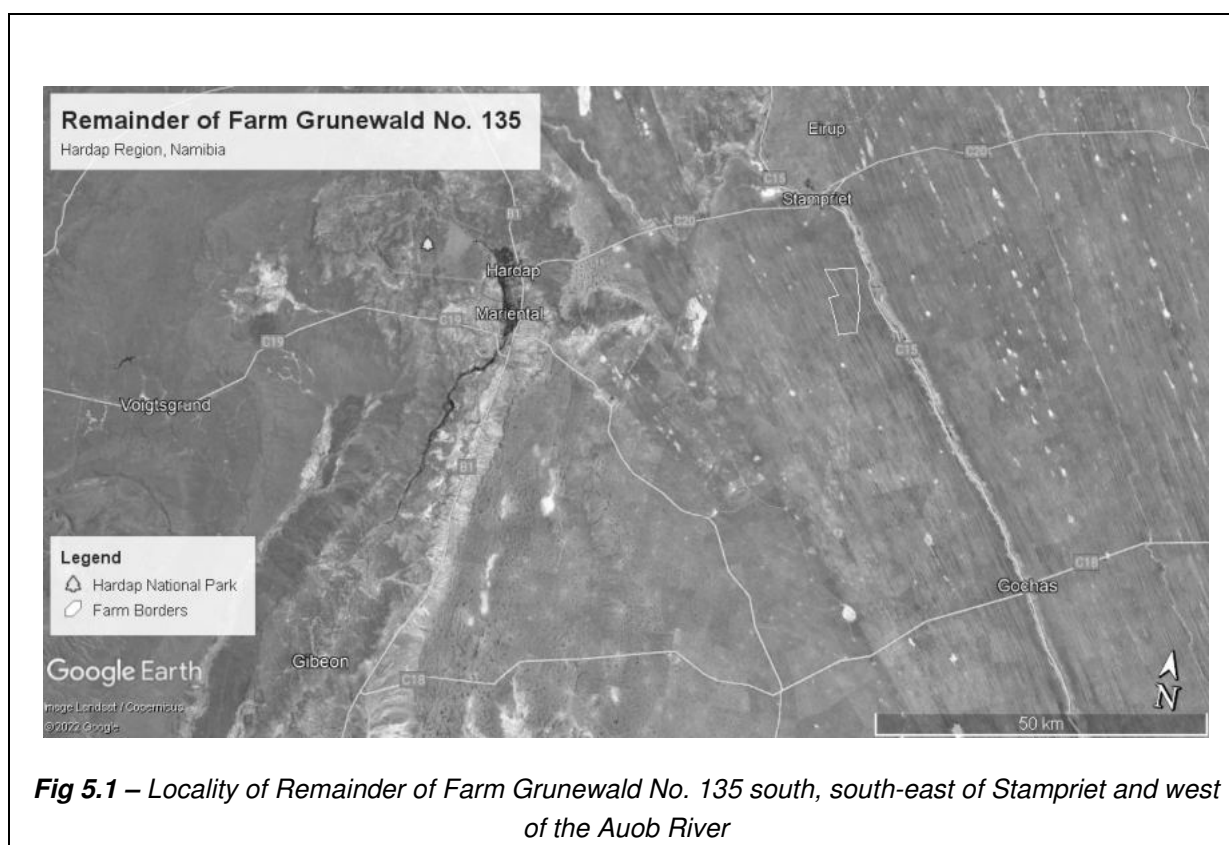 Remainder of Farm Grunewald No. 135
Hardap Region, Namibia
Eirup
C20
C15
Stampriet
B1
C20
Hardap
Mariental
C19
C19
C15
Voigtsgrund
B1
Legend
Hardap National Park
Farm Borders
Gochas
C18
Gibeon
C18
Google Earth
Image Landsat / Copernicus
©2022 Google
N
50 km
Fig 5.1 – Locality of Remainder of Farm Grunewald No. 135 south, south-east of Stampriet and west
of the Auob River